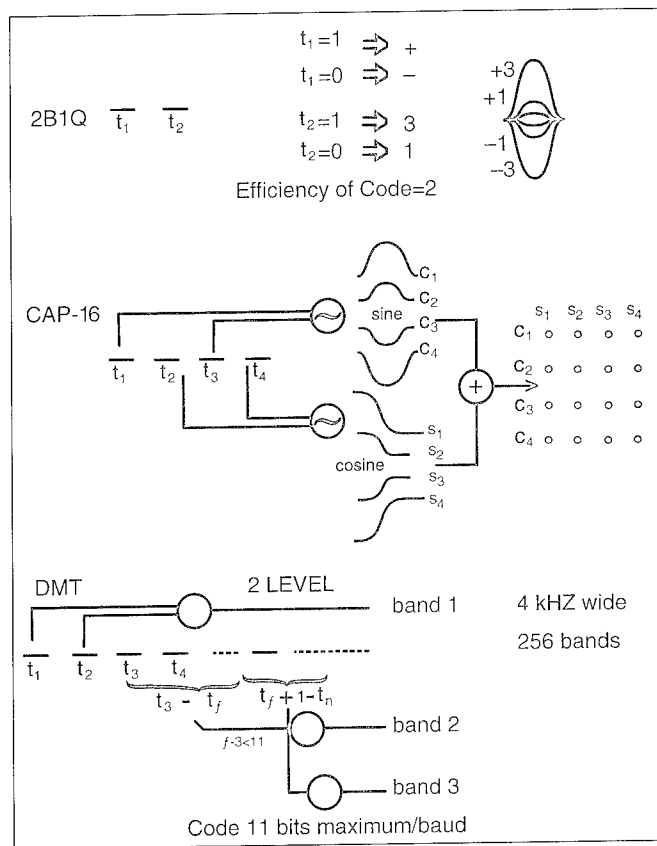 t1=1 ⇒ +
t1=0 ⇒ −
2B1Q t1 t2
t2=1 ⇒ 3
t2=0 ⇒ 1
+3
+1
−1
−3
Efficiency of Code=2
CAP-16
t1 t2 t3 t4
C1
C2
sine
C3
C4
S1
S2
cosine
S3
S4
S1 S2 S3 S4
C1
C2
C3
C4
DMT 2 LEVEL
band 1 4 kHZ wide
256 bands
t1 t2 t3 t4
t3 - tf tf+1-tn
f-3<11
band 2
band 3
Code 11 bits maximum/baud